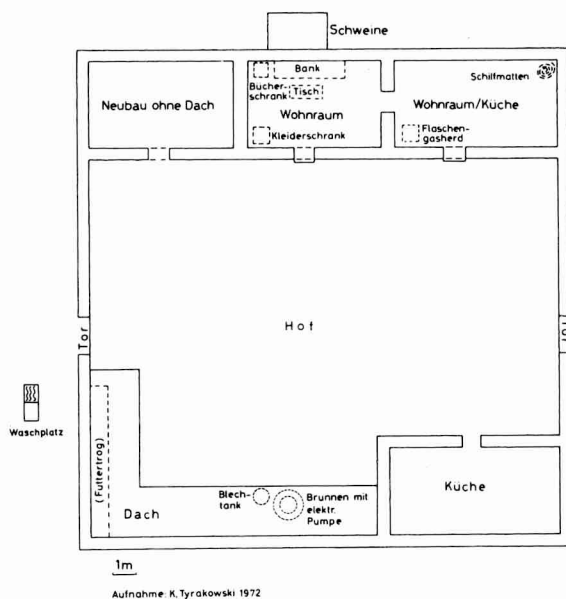 Schweine
Bank
Schilfmatten
Bücher-
schrank
Tisch
Neubau ohne Dach
Wohnraum
Wohnraum/Küche
Kleiderschrank
Flaschen-
gasherd
Hof
Tor
Tor
Waschplatz
(Futtertrog)
Blech-
tank
Brunnen mit
elektr.
Pumpe
Küche
Dach
1m
Aufnahme: K. Tyrakowski 1972